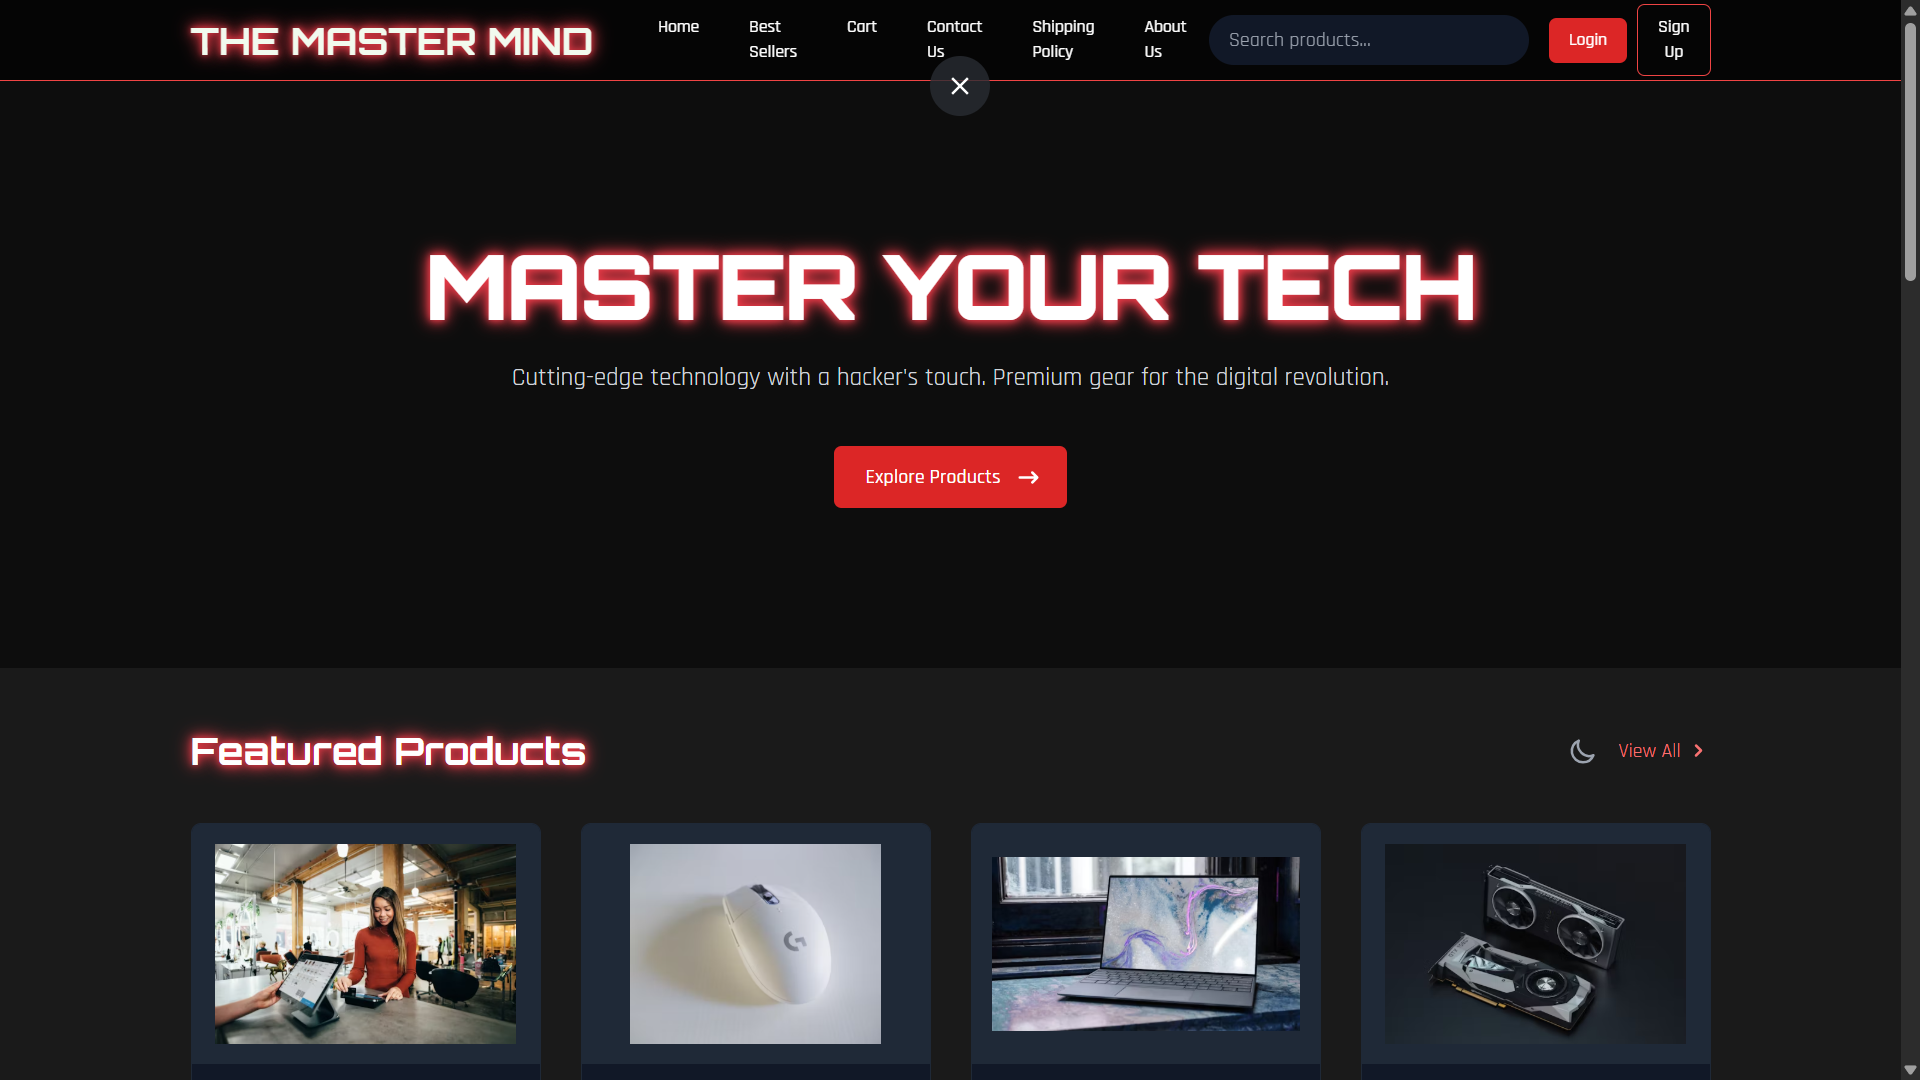 THE MASTER MIND
Home
Best
Sellers
Cart
Contact
Us
Shipping
Policy
About
Us
Search products...
Login
Sign
Up
MASTER YOUR TECH
Cutting-edge technology with a hacker's touch. Premium gear for the digital revolution.
Explore Products
Featured Products
View All